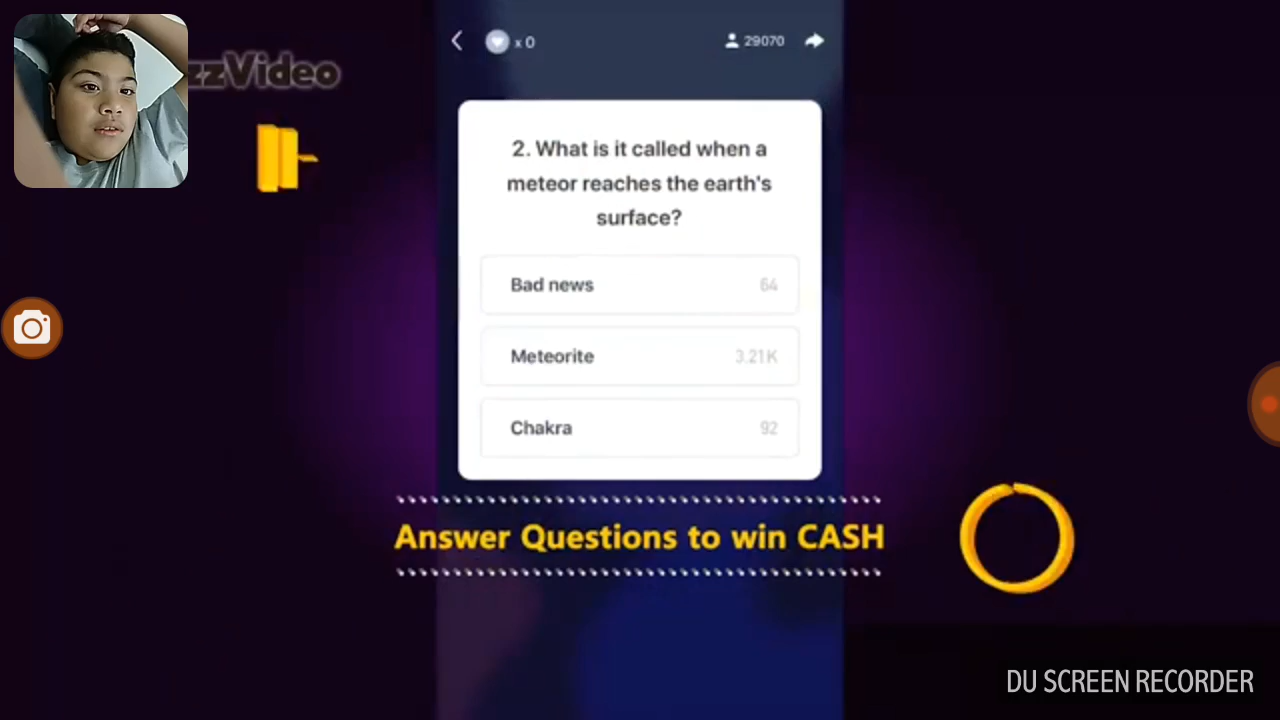 zzVideo
x 0
29070
2. What is it called when a
meteor reaches the earth's
surface?
Bad news 64
Meteorite 3.21K
Chakra 92
Answer Questions to win CASH
DU SCREEN RECORDER